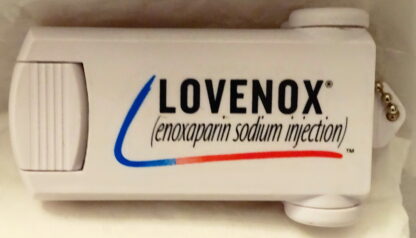 LOVENOX®
(enoxaparin sodium injection)
™